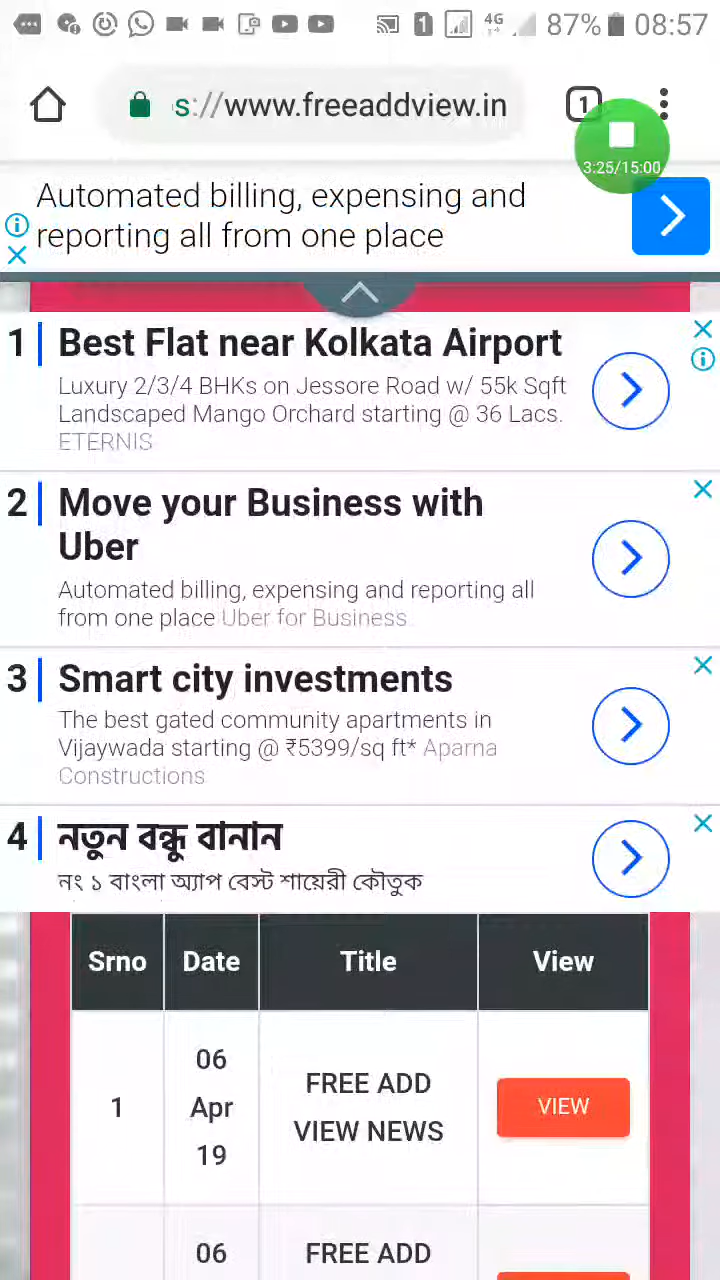 4G 87% 08:57
s://www.freeaddview.in 1
3:25/15:00
Automated billing, expensing and
reporting all from one place
1 Best Flat near Kolkata Airport
Luxury 2/3/4 BHKs on Jessore Road w/ 55k Sqft
Landscaped Mango Orchard starting @ 36 Lacs.
ETERNIS
2 Move your Business with
Uber
Automated billing, expensing and reporting all
from one place Uber for Business
3 Smart city investments
The best gated community apartments in
Vijaywada starting @ ₹5399/sq ft* Aparna
Constructions
4 নতুন বন্ধু বানান
নং ১ বাংলা অ্যাপ বেস্ট শায়েরী কৌতুক
Srno Date Title View
1 06 Apr 19 FREE ADD VIEW NEWS VIEW
06 FREE ADD